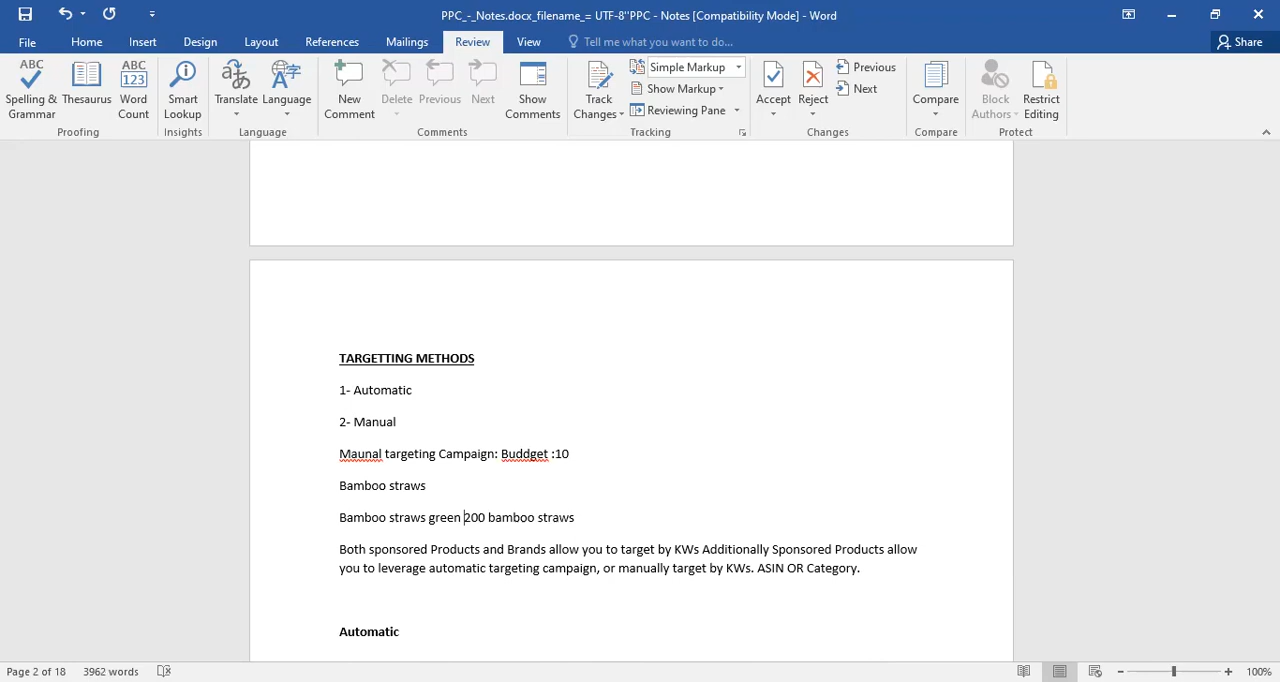 PPC_-_Notes.docx_filename_= UTF-8''PPC - Notes [Compatibility Mode] - Word
File Home Insert Design Layout References Mailings Review View Tell me what you want to do... Share
ABC Spelling & Grammar
Thesaurus
ABC 123 Word Count
Smart Lookup
Translate
Language
New Comment
Delete
Previous
Next
Show Comments
Track Changes
Simple Markup
Show Markup
Reviewing Pane
Accept
Reject
Previous
Next
Compare
Block Authors
Restrict Editing
Proofing Insights Language Comments Tracking Changes Compare Protect
TARGETTING METHODS
1- Automatic
2- Manual
Maunal targeting Campaign: Buddget :10
Bamboo straws
Bamboo straws green 200 bamboo straws
Both sponsored Products and Brands allow you to target by KWs Additionally Sponsored Products allow
you to leverage automatic targeting campaign, or manually target by KWs. ASIN OR Category.
Automatic
Page 2 of 18 3962 words 100%